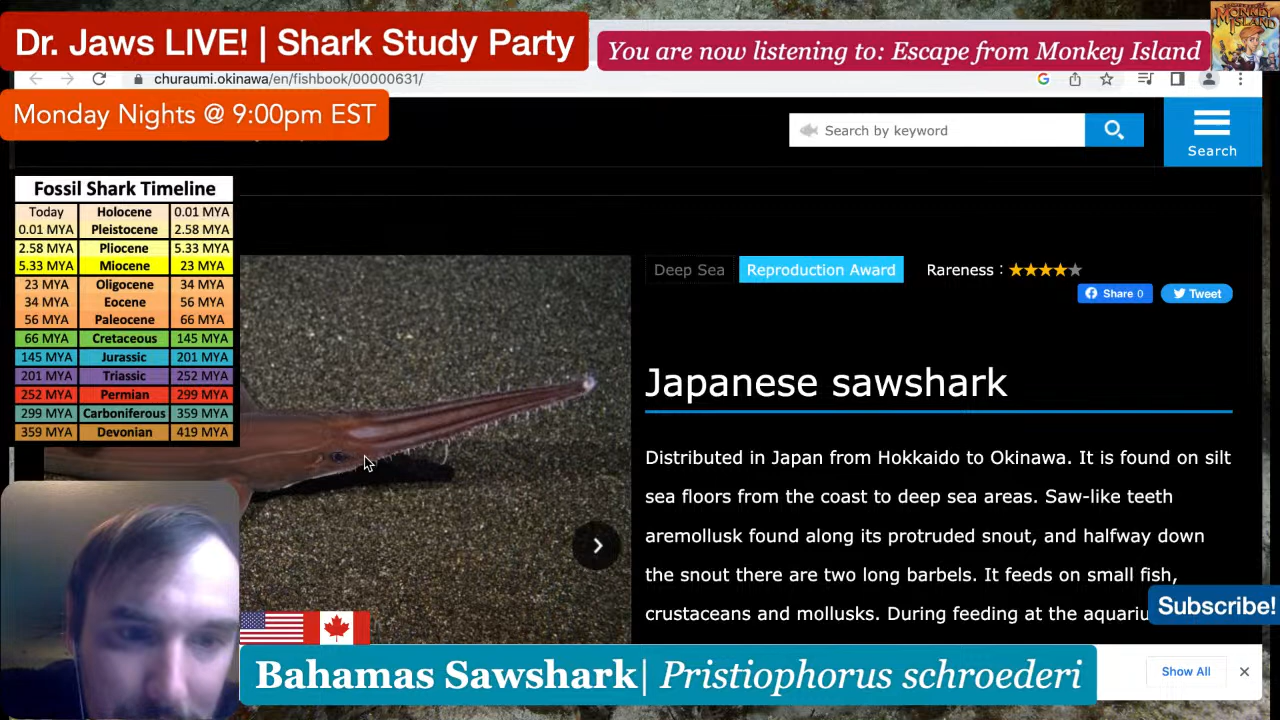 Dr. Jaws LIVE! | Shark Study Party
You are now listening to: Escape from Monkey Island
MONKEY
ISLAND
churaumi.okinawa/en/fishbook/00000631/
Monday Nights @ 9:00pm EST
Search by keyword
Search
Fossil Shark Timeline
Today Holocene 0.01 MYA
0.01 MYA Pleistocene 2.58 MYA
2.58 MYA Pliocene 5.33 MYA
5.33 MYA Miocene 23 MYA
23 MYA Oligocene 34 MYA
34 MYA Eocene 56 MYA
56 MYA Paleocene 66 MYA
66 MYA Cretaceous 145 MYA
145 MYA Jurassic 201 MYA
201 MYA Triassic 252 MYA
252 MYA Permian 299 MYA
299 MYA Carboniferous 359 MYA
359 MYA Devonian 419 MYA
Deep Sea Reproduction Award Rareness : ★★★★★
Share 0 Tweet
Japanese sawshark
Distributed in Japan from Hokkaido to Okinawa. It is found on silt
sea floors from the coast to deep sea areas. Saw-like teeth
aremollusk found along its protruded snout, and halfway down
the snout there are two long barbels. It feeds on small fish,
crustaceans and mollusks. During feeding at the aquariu
Subscribe!
Bahamas Sawshark| Pristiophorus schroederi
Show All